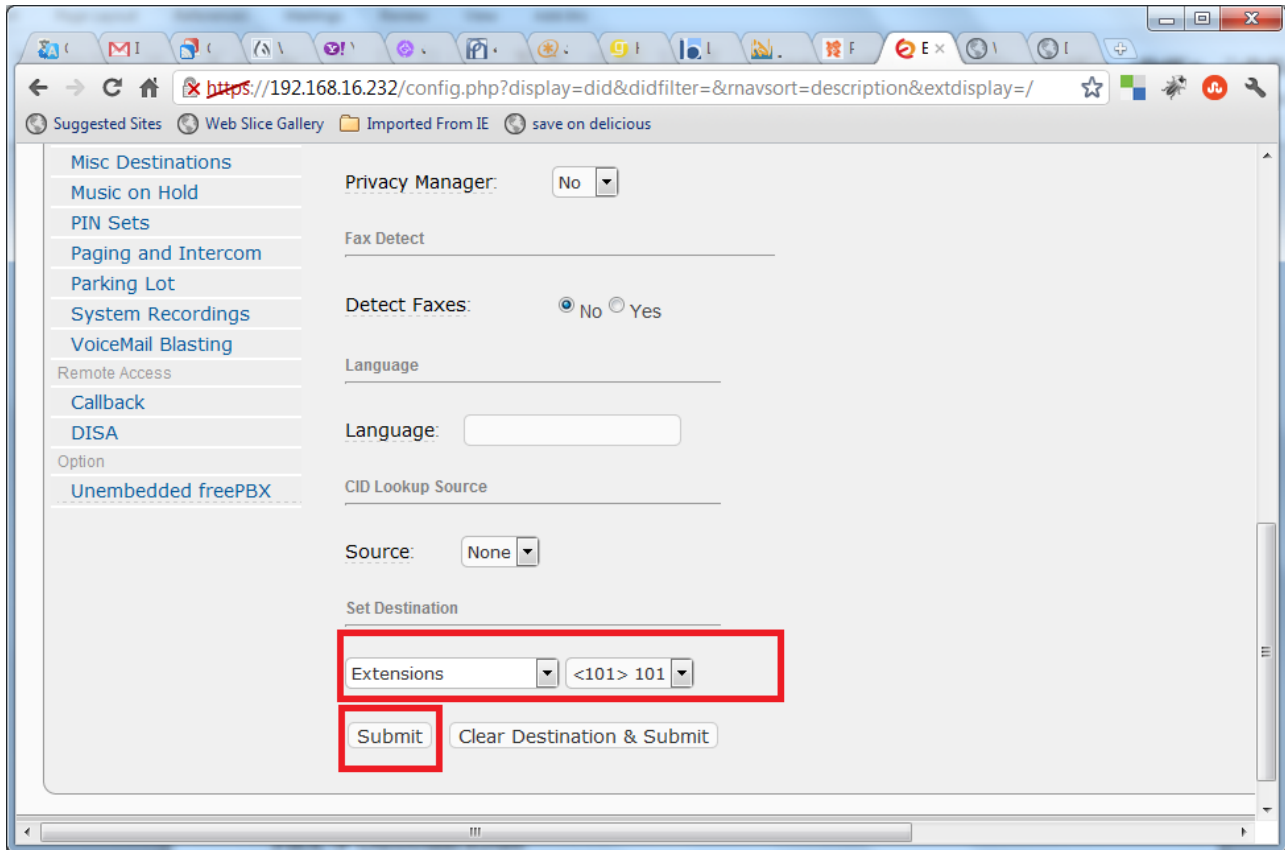 https://192.168.16.232/config.php?display=did&didfilter=&rnavsort=description&extdisplay=/
Suggested Sites Web Slice Gallery Imported From IE save on delicious
Misc Destinations
Music on Hold
PIN Sets
Paging and Intercom
Parking Lot
System Recordings
VoiceMail Blasting
Remote Access
Callback
DISA
Option
Unembedded freePBX
Privacy Manager: No
Fax Detect
Detect Faxes: No Yes
Language
Language:
CID Lookup Source
Source: None
Set Destination
Extensions <101> 101
Submit Clear Destination & Submit